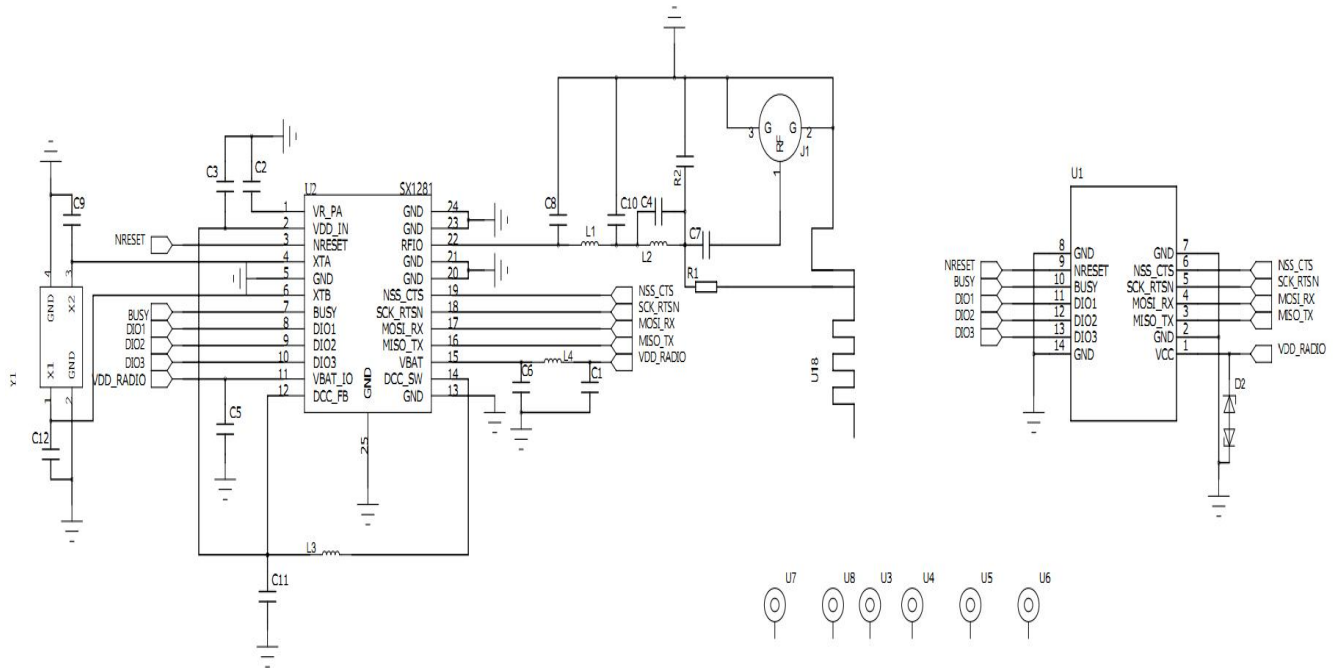 U2 SX1281
1 VR_PA GND 24
2 VDD_IN GND 23
NRESET 3 NRESET RFIO 22
4 XTA GND 21
5 GND GND 20
6 XTB NSS_CTS 19 NSS_CTS
BUSY 7 BUSY SCK_RTSN 18 SCK_RTSN
DIO1 8 DIO1 MOSI_RX 17 MOSI_RX
DIO2 9 DIO2 MISO_TX 16 MISO_TX
DIO3 10 DIO3 VBAT 15 VDD_RADIO
VDD_RADIO 11 VBAT_IO DCC_SW 14
12 DCC_FB GND 13
GND
25
C3
C2
C9
4 3
GND X2
X1 GND
1 2
Y1
C12
C5
L3
C11
C8
L1
C10
C4
L2
R2
C7
R1
3 G G 2
RF
J1
1
C6
L4
C1
U18
U1
8 GND GND 7
NRESET 9 NRESET NSS_CTS 6 NSS_CTS
BUSY 10 BUSY SCK_RTSN 5 SCK_RTSN
DIO1 11 DIO1 MOSI_RX 4 MOSI_RX
DIO2 12 DIO2 MISO_TX 3 MISO_TX
DIO3 13 DIO3 GND 2
14 GND VCC 1 VDD_RADIO
D2
U7 U8 U3 U4 U5 U6